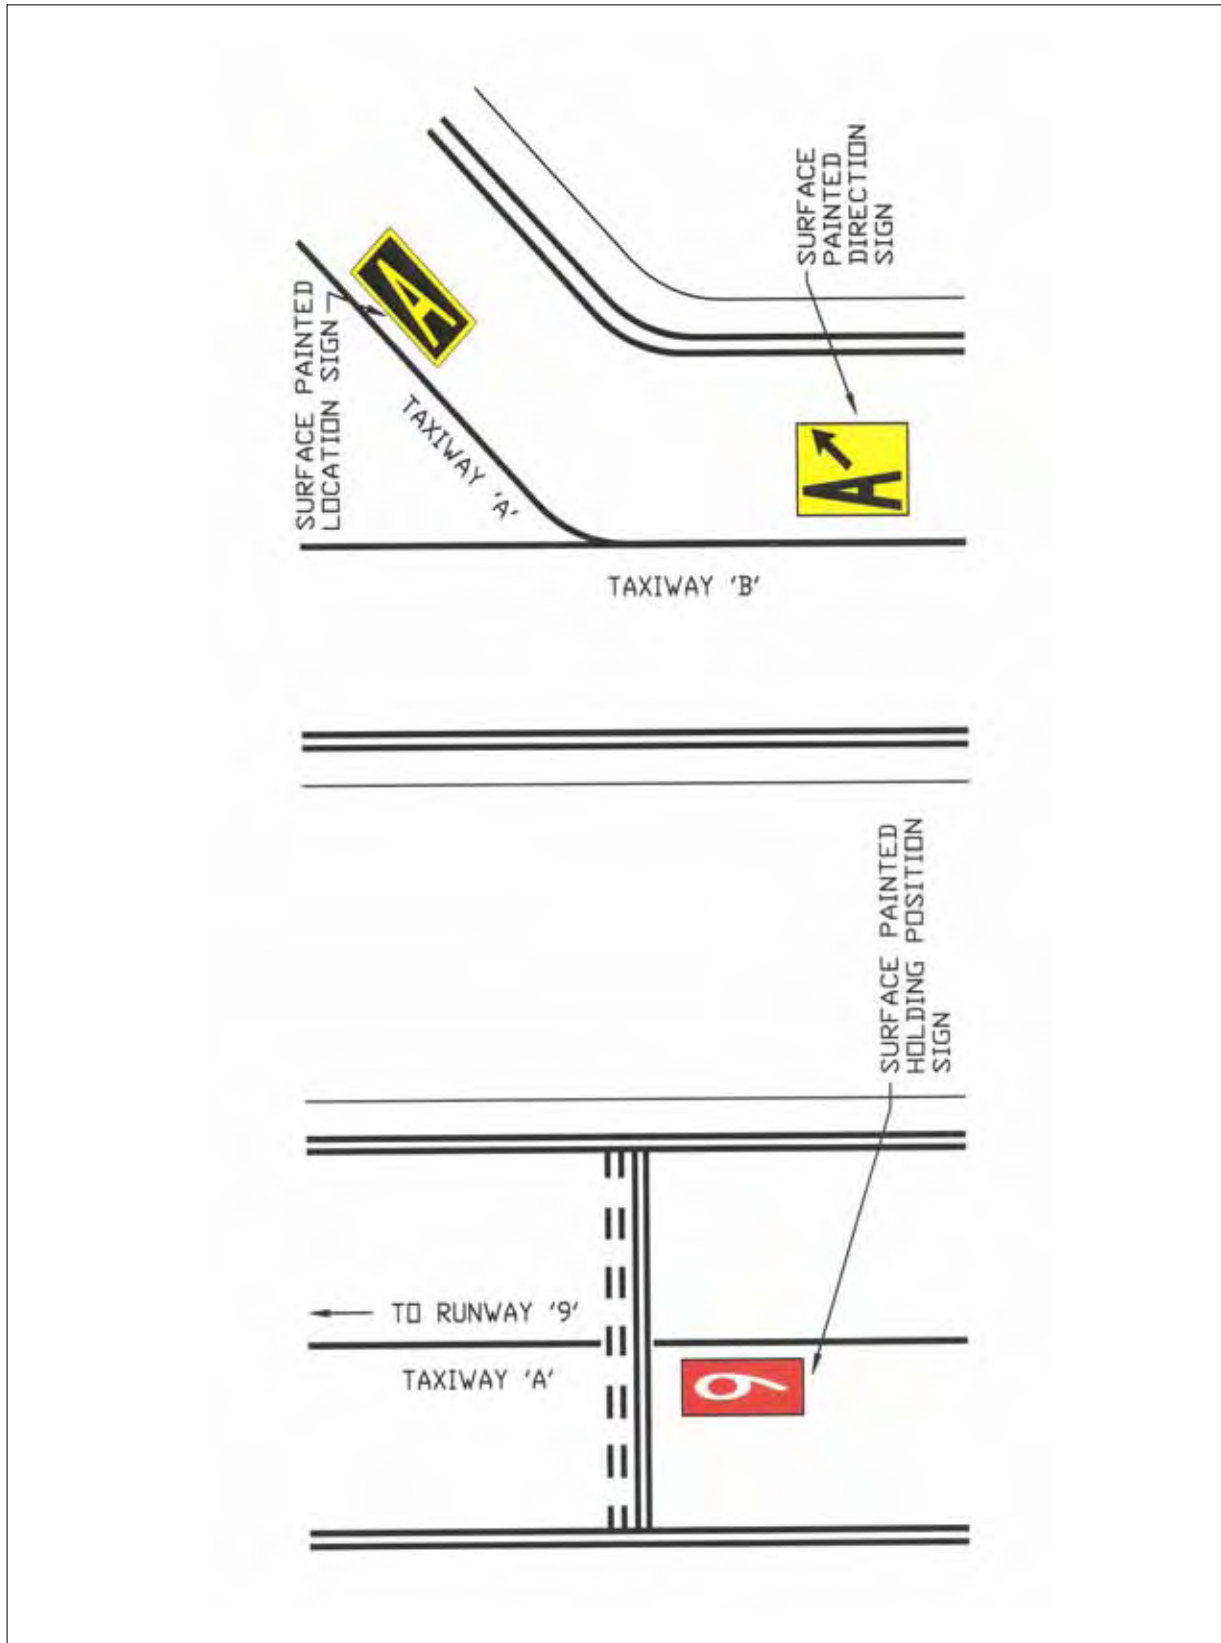 SURFACE PAINTED
LOCATION SIGN
A
TAXIWAY 'A'
SURFACE
PAINTED
DIRECTION
SIGN
A
TAXIWAY 'B'
SURFACE PAINTED
HOLDING POSITION
SIGN
TO RUNWAY '9'
TAXIWAY 'A'
9